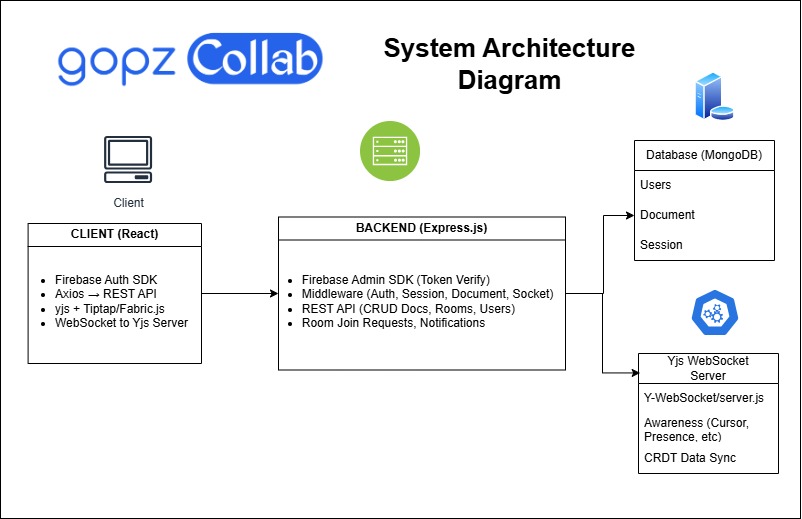 gopz Collab
System Architecture
Diagram
Client
CLIENT (React)
Firebase Auth SDK
Axios → REST API
yjs + Tiptap/Fabric.js
WebSocket to Yjs Server
BACKEND (Express.js)
Firebase Admin SDK (Token Verify)
Middleware (Auth, Session, Document, Socket)
REST API (CRUD Docs, Rooms, Users)
Room Join Requests, Notifications
Database (MongoDB)
Users
Document
Session
Yjs WebSocket
Server
Y-WebSocket/server.js
Awareness (Cursor,
Presence, etc)
CRDT Data Sync